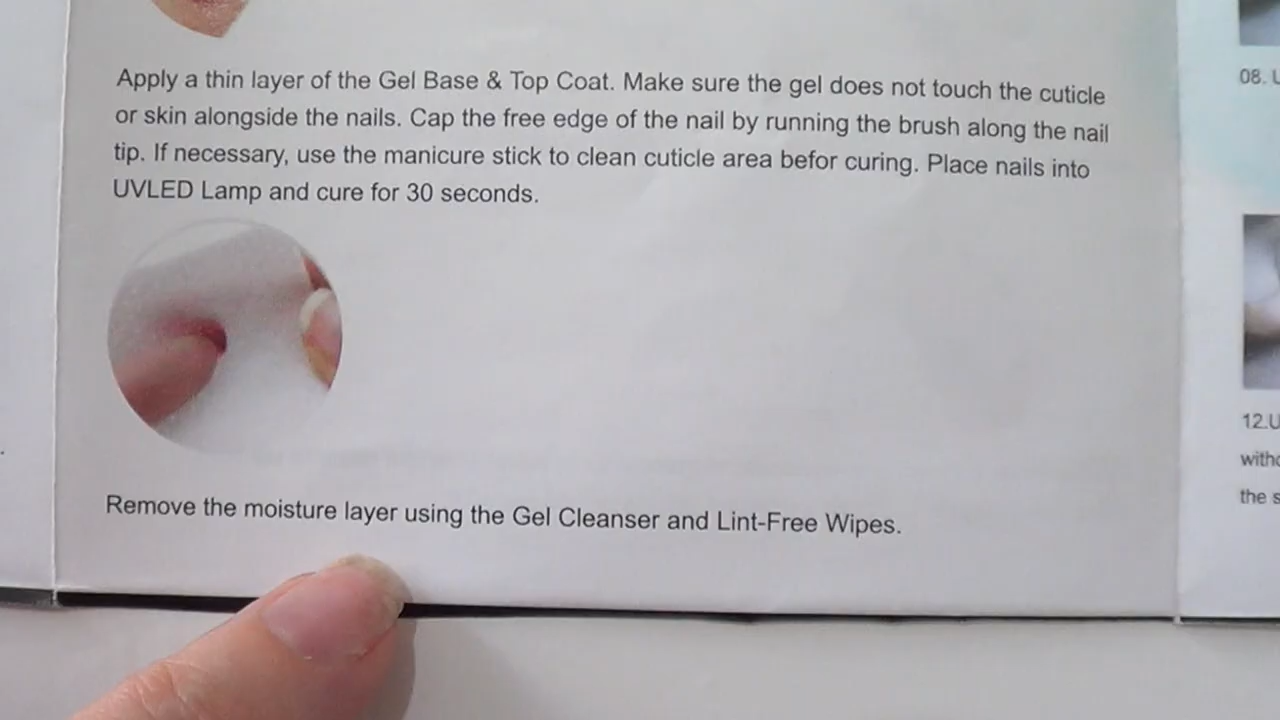 Apply a thin layer of the Gel Base & Top Coat. Make sure the gel does not touch the cuticle
or skin alongside the nails. Cap the free edge of the nail by running the brush along the nail
tip. If necessary, use the manicure stick to clean cuticle area befor curing. Place nails into
UVLED Lamp and cure for 30 seconds.
Remove the moisture layer using the Gel Cleanser and Lint-Free Wipes.
08.
12.
the